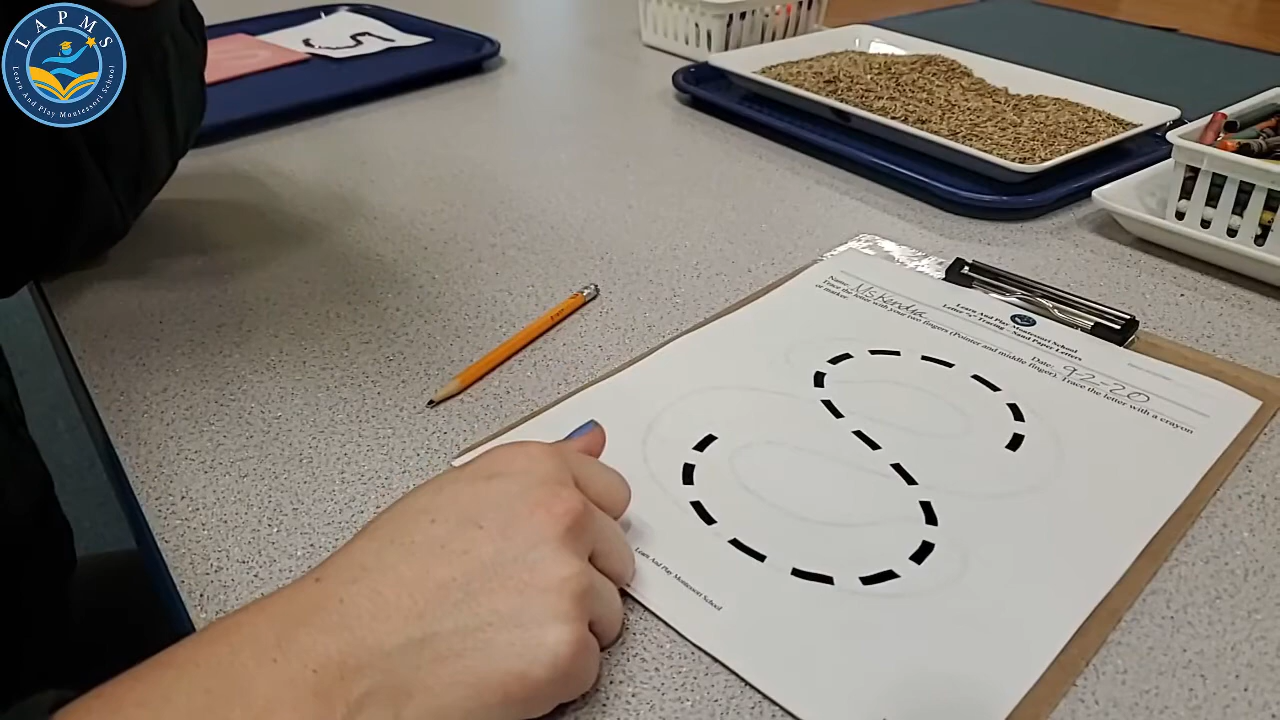 LAPMS
Learn And Play Montessori School
Learn And Play Montessori School
Letter "s" Tracing - Sand Paper Letters
Name: Ms Kendra Date: 9-2-20
Trace the letter with your two fingers (Pointer and middle finger). Trace the letter with a crayon
or marker.
Learn And Play Montessori School